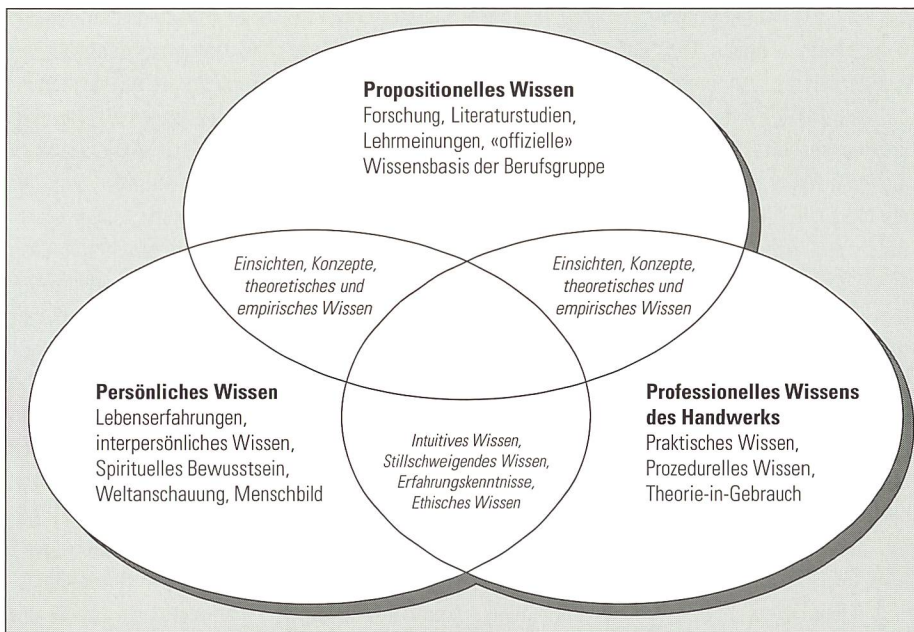 Propositionelles Wissen
Forschung, Literaturstudien,
Lehrmeinungen, «offizielle»
Wissensbasis der Berufsgruppe
Einsichten, Konzepte,
theoretisches und
empirisches Wissen
Einsichten, Konzepte,
theoretisches und
empirisches Wissen
Persönliches Wissen
Lebenserfahrungen,
interpersönliches Wissen,
Spirituelles Bewusstsein,
Weltanschauung, Menschbild
Intuitives Wissen,
Stillschweigendes Wissen,
Erfahrungskenntnisse,
Ethisches Wissen
Professionelles Wissens
des Handwerks
Praktisches Wissen,
Prozedurelles Wissen,
Theorie-in-Gebrauch